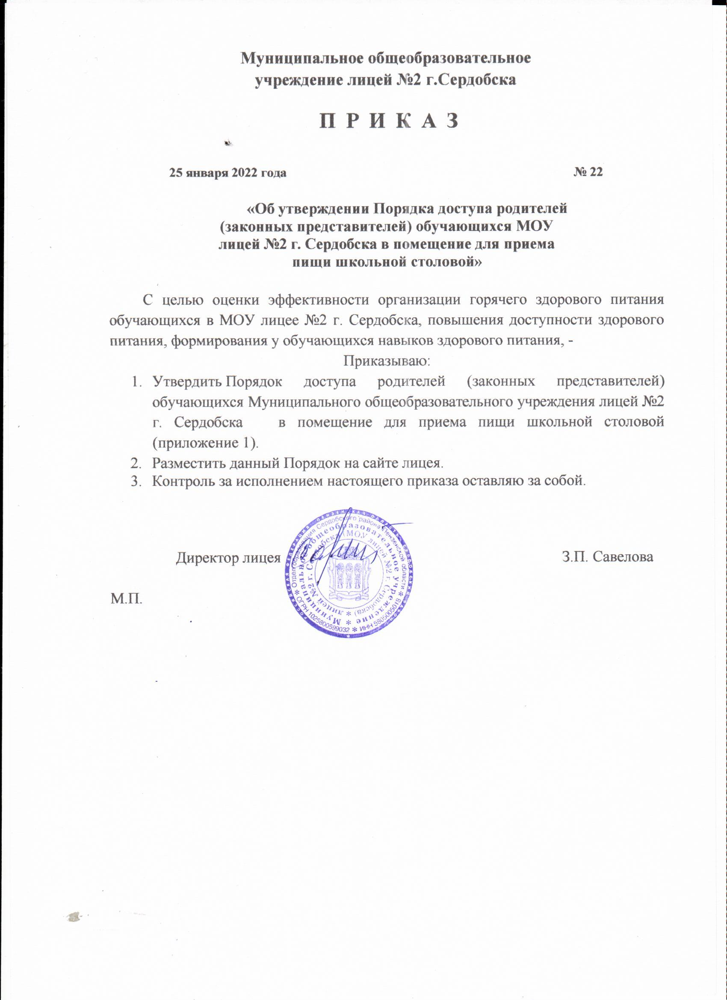 Муниципальное общеобразовательное
учреждение лицей №2 г.Сердобска
П Р И К А З
25 января 2022 года № 22
«Об утверждении Порядка доступа родителей
(законных представителей) обучающихся МОУ
лицей №2 г. Сердобска в помещение для приема
пищи школьной столовой»
С целью оценки эффективности организации горячего здорового питания
обучающихся в МОУ лицее №2 г. Сердобска, повышения доступности здорового
питания, формирования у обучающихся навыков здорового питания, -
Приказываю:
1. Утвердить Порядок доступа родителей (законных представителей)
обучающихся Муниципального общеобразовательного учреждения лицей №2
г. Сердобска в помещение для приема пищи школьной столовой
(приложение 1).
2. Разместить данный Порядок на сайте лицея.
3. Контроль за исполнением настоящего приказа оставляю за собой.
Директор лицея З.П. Савелова
М.П.
РОССИЙСКАЯ ФЕДЕРАЦИЯ ПЕНЗЕНСКАЯ ОБЛАСТЬ
Отдел образования Сердобского района Пензенской области * ИНН 5805005018 * ОГРН 1025800599032 *
Муниципальное общеобразовательное учреждение *
лицей №2 г. Сердобска (МОУ лицей №2 г. Сердобска) *